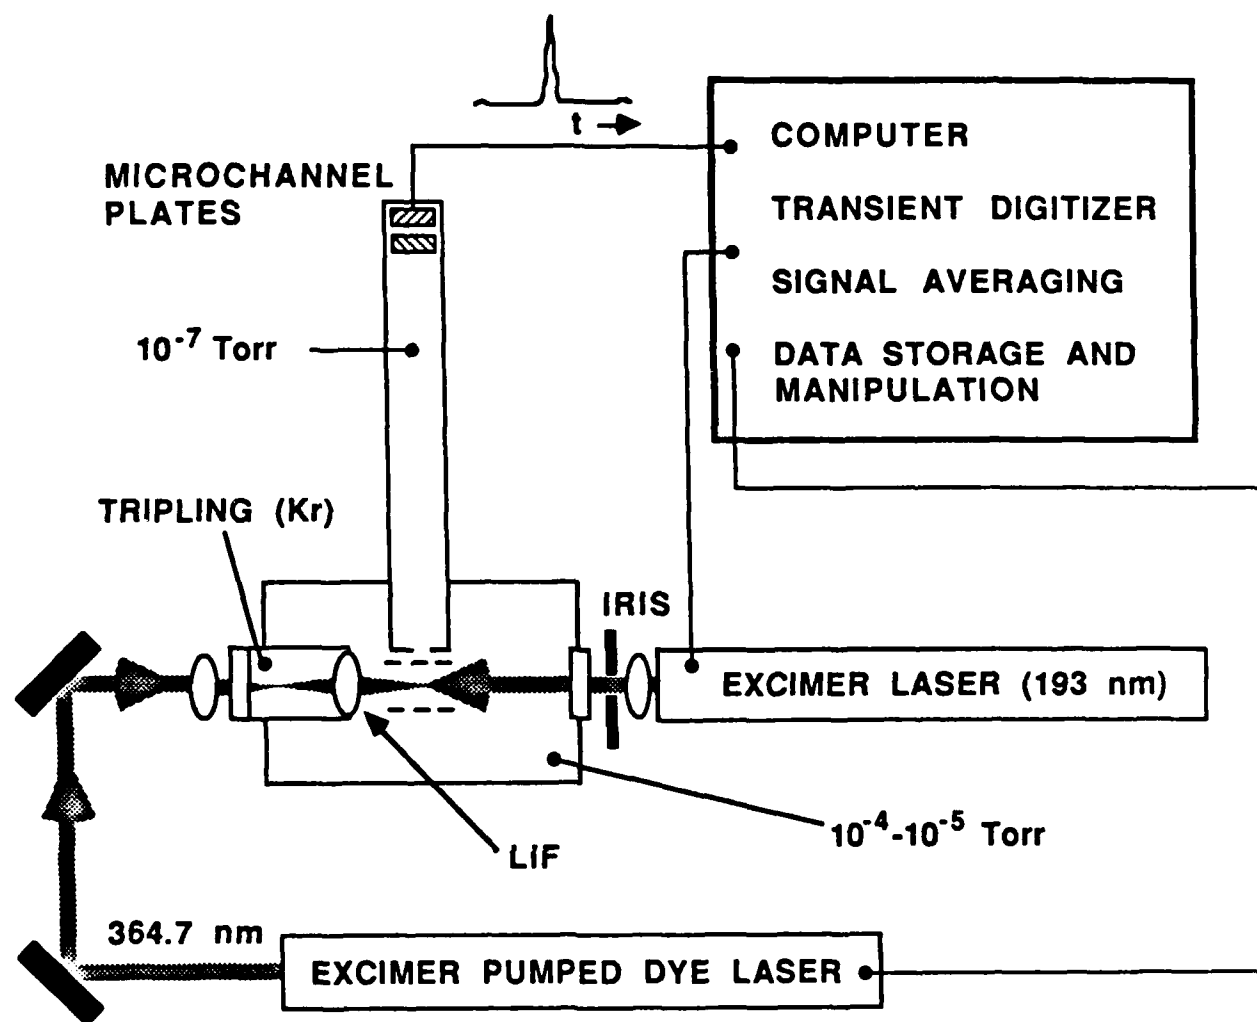 t
COMPUTER
MICROCHANNEL
PLATES
TRANSIENT DIGITIZER
SIGNAL AVERAGING
10⁻⁷ Torr
DATA STORAGE AND
MANIPULATION
TRIPLING (Kr)
IRIS
EXCIMER LASER (193 nm)
10⁻⁴-10⁻⁵ Torr
LiF
364.7 nm
EXCIMER PUMPED DYE LASER